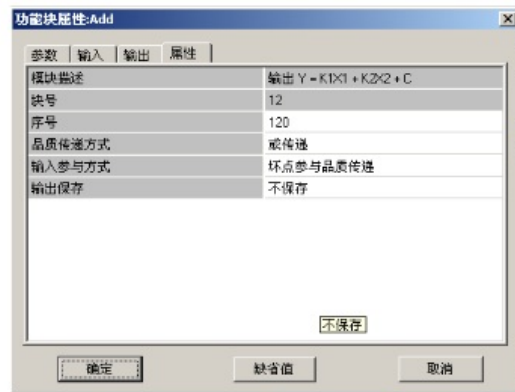 功能块属性:Add
参数 输入 输出 属性
模块描述 输出 Y = K1X1 + K2X2 + C
块号 12
序号 120
品质传递方式 或传递
输入参与方式 坏点参与品质传递
输出保存 不保存
不保存
确定 缺省值 取消